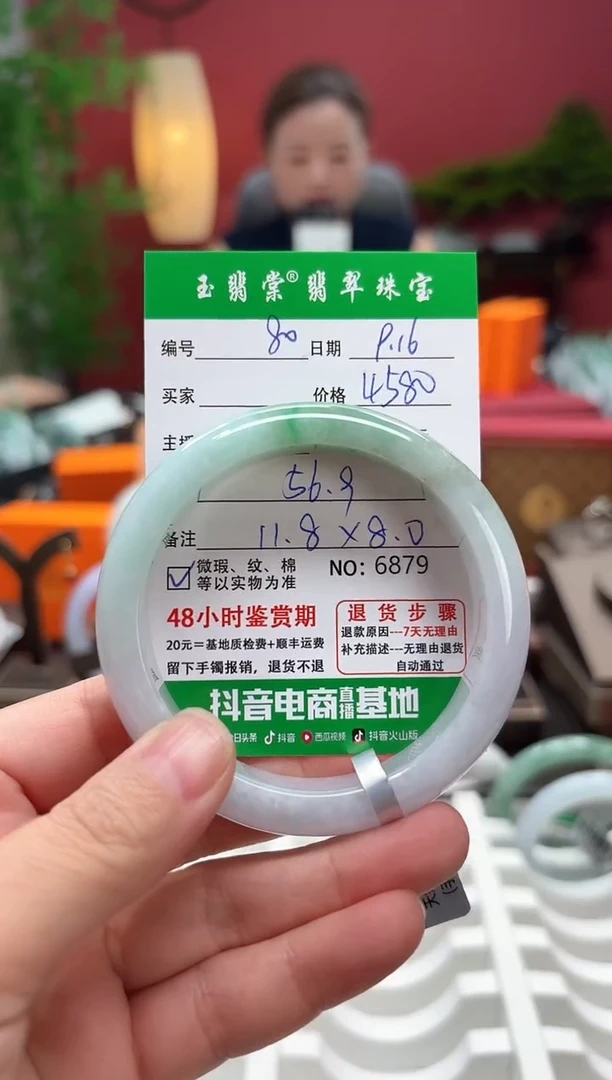 玉翡棠®翡翠珠宝
编号 80 日期 9.16
买家 价格 4580
主播
56.9
备注 11.8×8.0
☑ 微瑕、纹、棉 NO: 6879
等以实物为准
48小时鉴赏期
20元=基地质检费+顺丰运费
留下手镯报销，退货不退
退货步骤
退款原因---7天无理由
补充描述---无理由退货
自动通过
抖音电商直播基地
日头条 抖音 西瓜视频 抖音火山版